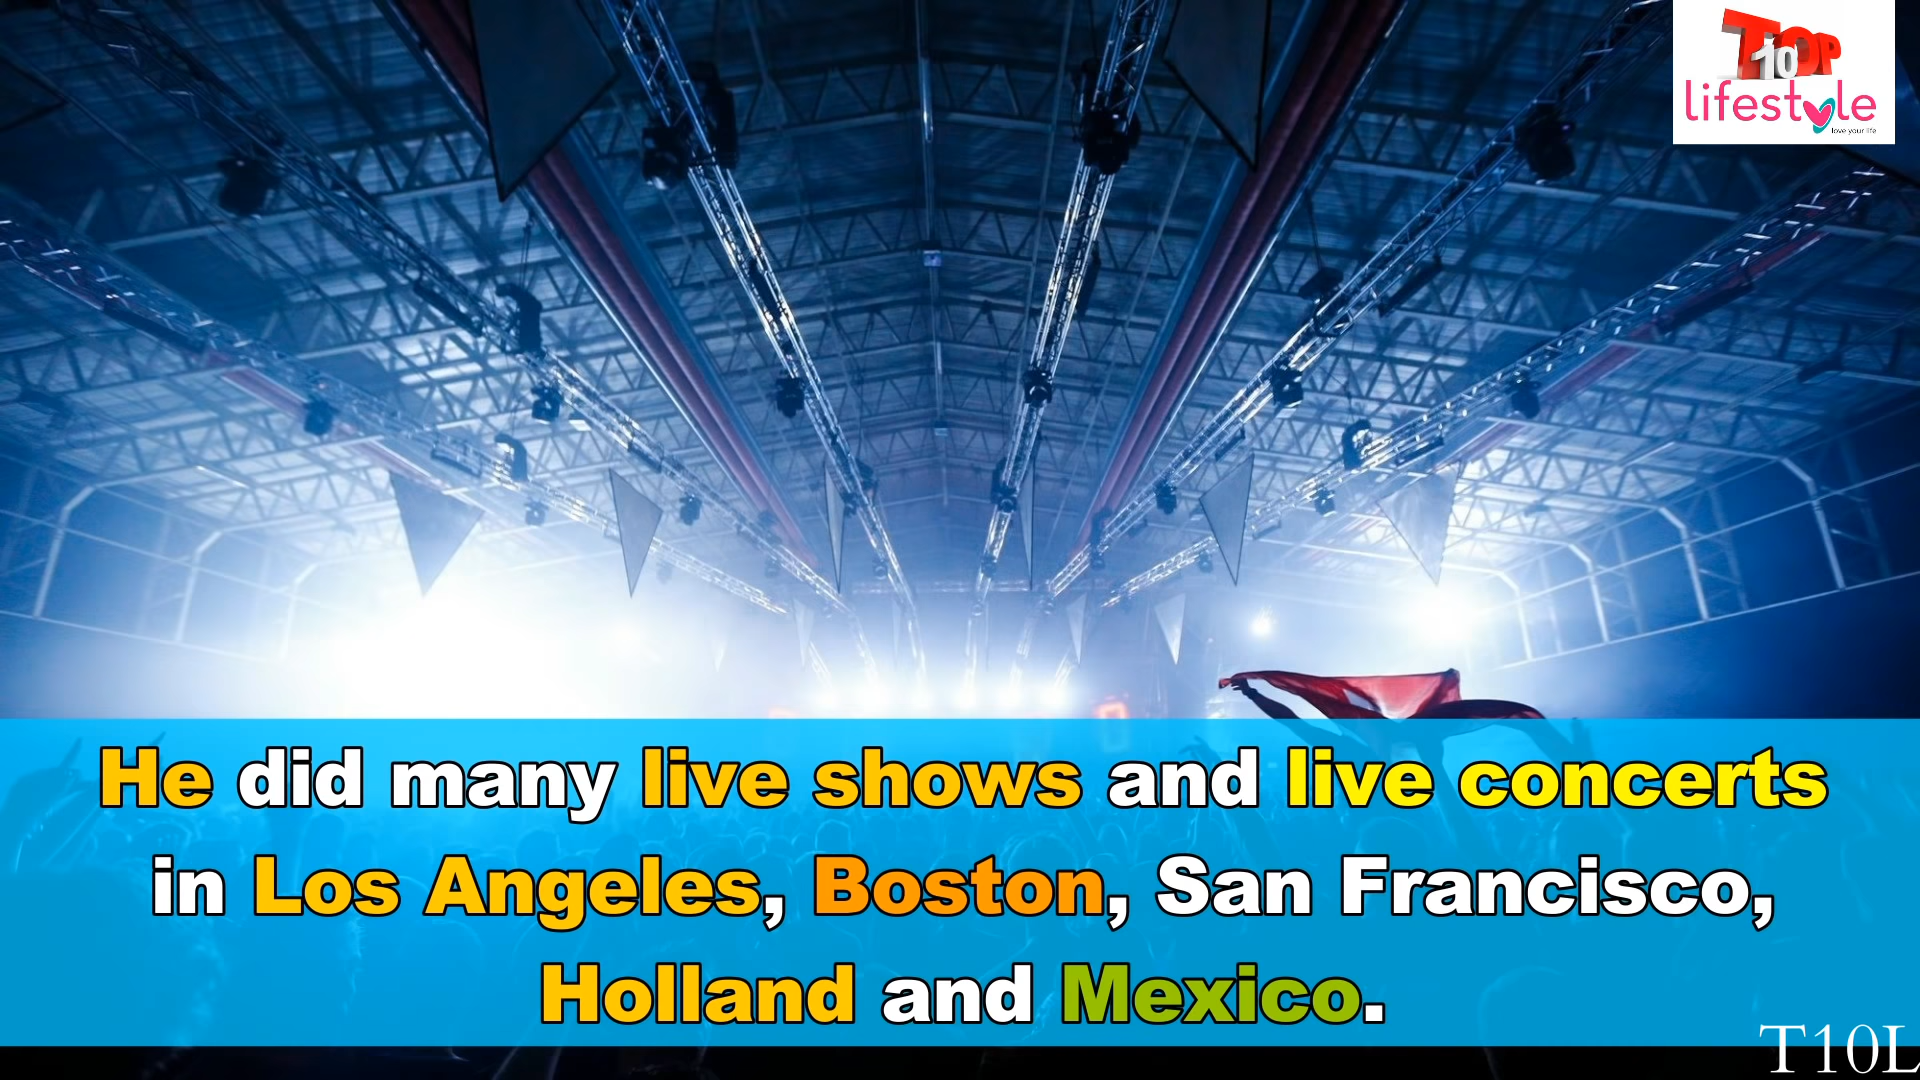 TOP
10
lifestyle
love your life
He did many live shows and live concerts
in Los Angeles, Boston, San Francisco,
Holland and Mexico.
T10L